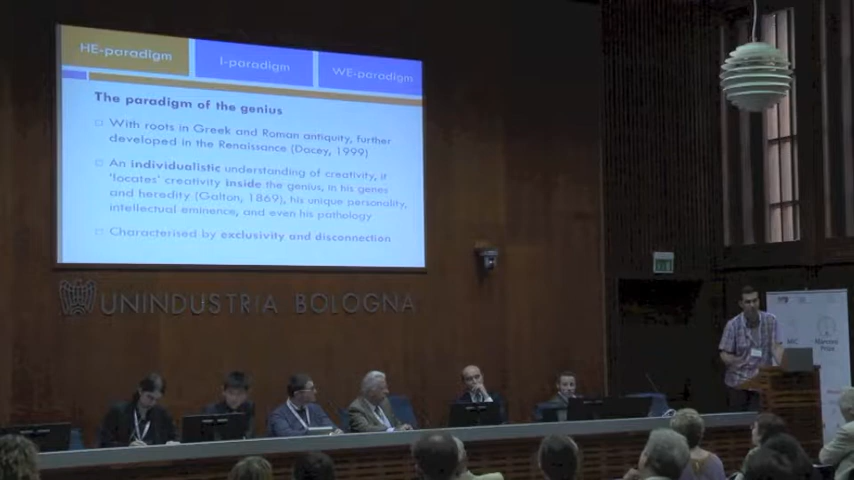 HE-paradigm
I-paradigm
WE-paradigm
The paradigm of the genius
With roots in Greek and Roman antiquity, further
developed in the Renaissance (Dacey, 1999)
An individualistic understanding of creativity, it
'locates' creativity inside the genius, in his genes
and heredity (Galton, 1869), his unique personality,
intellectual eminence, and even his pathology
Characterised by exclusivity and disconnection
UNINDUSTRIA BOLOGNA
MIC
Marconi
Prize